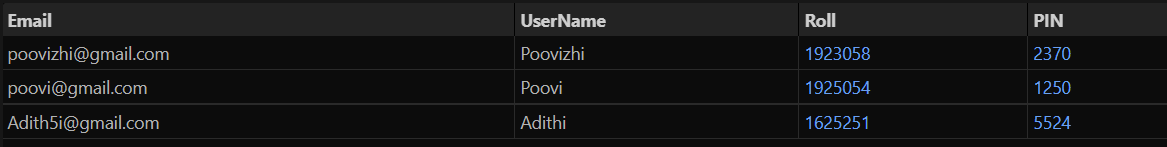 Email UserName Roll PIN
poovizhi@gmail.com Poovizhi 1923058 2370
poovi@gmail.com Poovi 1925054 1250
Adith5i@gmail.com Adithi 1625251 5524